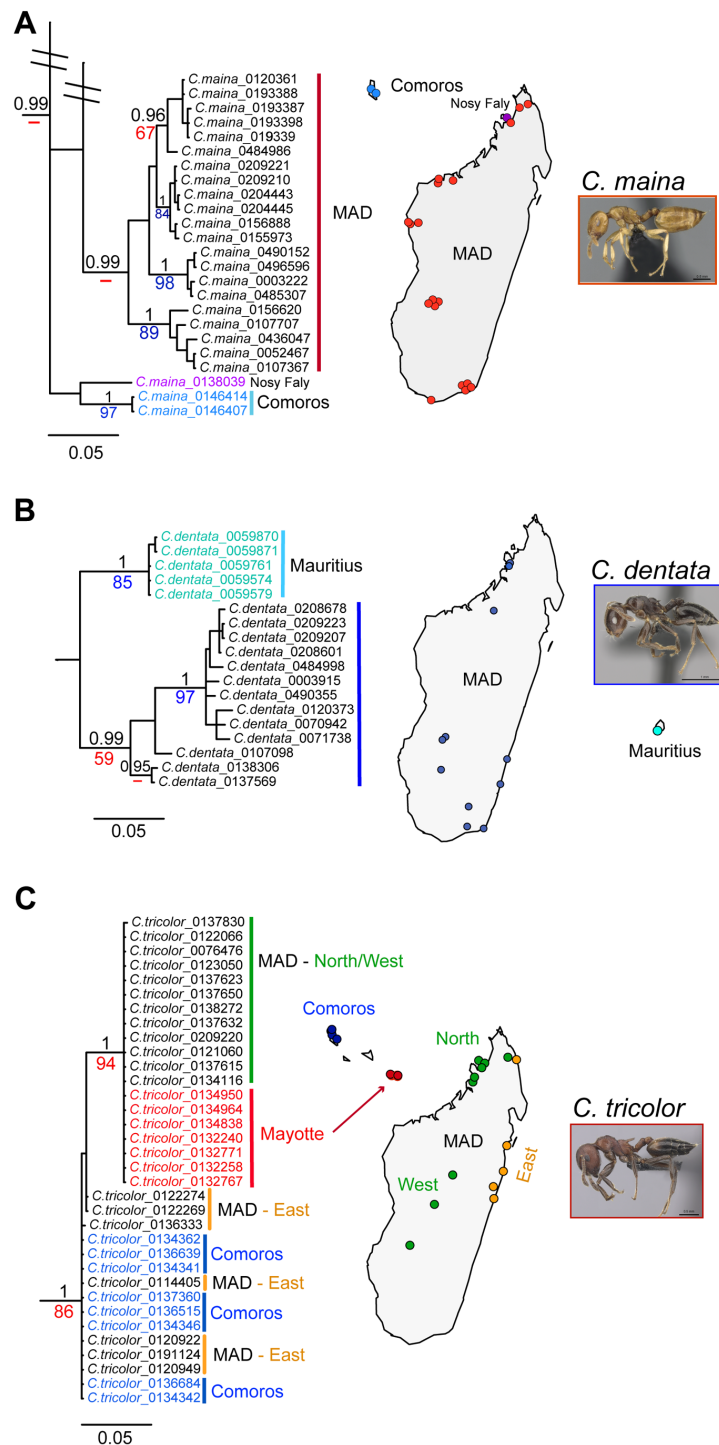 A
0.99
–
C.maina_0120361
C.maina_0193388
C.maina_0193387
C.maina_0193398
C.maina_019339
C.maina_0484986
C.maina_0209221
C.maina_0209210
C.maina_0204443
C.maina_0204445
C.maina_0156888
C.maina_0155973
C.maina_0490152
C.maina_0496596
C.maina_0003222
C.maina_0485307
C.maina_0156620
C.maina_0107707
C.maina_0436047
C.maina_0052467
C.maina_0107367
C.maina_0138039 Nosy Faly
C.maina_0146414
C.maina_0146407
Comoros
0.96
67
1
84
0.99
–
1
98
1
89
1
97
MAD
0.05
Comoros
Nosy Faly
MAD
C. maina
B
C.dentata_0059870
C.dentata_0059871
C.dentata_0059761
C.dentata_0059574
C.dentata_0059579
Mauritius
1
85
C.dentata_0208678
C.dentata_0209223
C.dentata_0209207
C.dentata_0208601
C.dentata_0484998
C.dentata_0003915
C.dentata_0490355
C.dentata_0120373
C.dentata_0070942
C.dentata_0071738
C.dentata_0107098
C.dentata_0138306
C.dentata_0137569
1
97
0.99
59
0.95
–
0.05
MAD
C. dentata
1 mm
Mauritius
C
C.tricolor_0137830
C.tricolor_0122066
C.tricolor_0076476
C.tricolor_0123050
C.tricolor_0137623
C.tricolor_0137650
C.tricolor_0138272
C.tricolor_0137632
C.tricolor_0209220
C.tricolor_0121060
C.tricolor_0137615
C.tricolor_0134116
MAD - North/West
C.tricolor_0134950
C.tricolor_0134964
C.tricolor_0134838
C.tricolor_0132240
C.tricolor_0132771
C.tricolor_0132258
C.tricolor_0132767
Mayotte
1
94
C.tricolor_0122274
C.tricolor_0122269
C.tricolor_0136333
MAD - East
C.tricolor_0134362
C.tricolor_0136639
C.tricolor_0134341
Comoros
C.tricolor_0114405
MAD - East
C.tricolor_0137360
C.tricolor_0136515
C.tricolor_0134346
Comoros
C.tricolor_0120922
C.tricolor_0191124
C.tricolor_0120949
MAD - East
C.tricolor_0136684
C.tricolor_0134342
Comoros
1
86
0.05
Comoros
North
MAD
West
East
C. tricolor